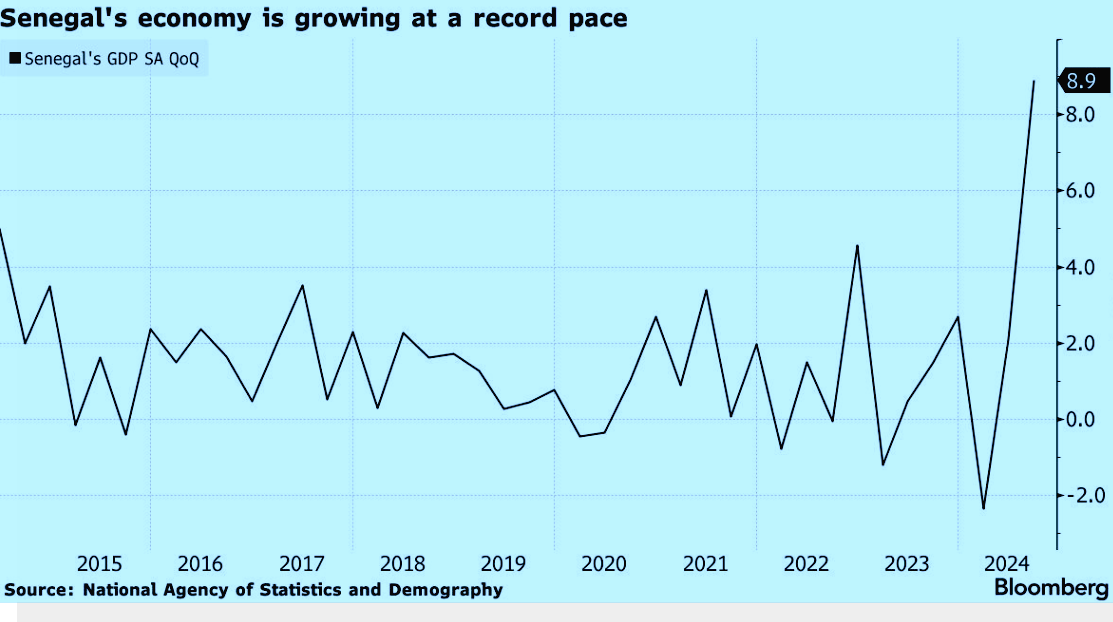 Senegal's economy is growing at a record pace
Senegal's GDP SA QoQ
8.9
8.0
6.0
4.0
2.0
0.0
-2.0
2015 2016 2017 2018 2019 2020 2021 2022 2023 2024
Source: National Agency of Statistics and Demography
Bloomberg